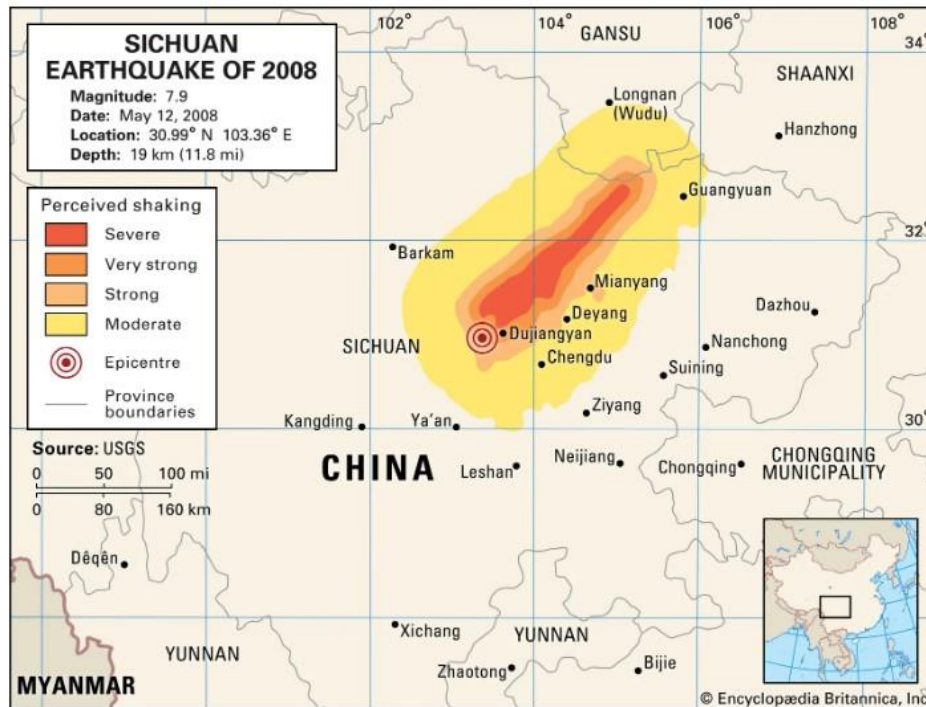 SICHUAN
EARTHQUAKE OF 2008
Magnitude: 7.9
Date: May 12, 2008
Location: 30.99° N 103.36° E
Depth: 19 km (11.8 mi)
102°
104°
106°
108°
GANSU
34°
SHAANXI
Longnan
(Wudu)
Hanzhong
Guangyuan
Perceived shaking
Severe
Very strong
Strong
Moderate
Epicentre
Province
boundaries
32°
Barkam
Mianyang
Dazhou
Deyang
Dujiangyan
SICHUAN
Nanchong
Chengdu
Suining
Ziyang
Kangding
Ya'an
30°
Source: USGS
0 50 100 mi
0 80 160 km
CHINA
Leshan
Neijiang
Chongqing
CHONGQING
MUNICIPALITY
Dêqên
Xichang
YUNNAN
YUNNAN
Zhaotong
Bijie
MYANMAR
© Encyclopædia Britannica, Inc